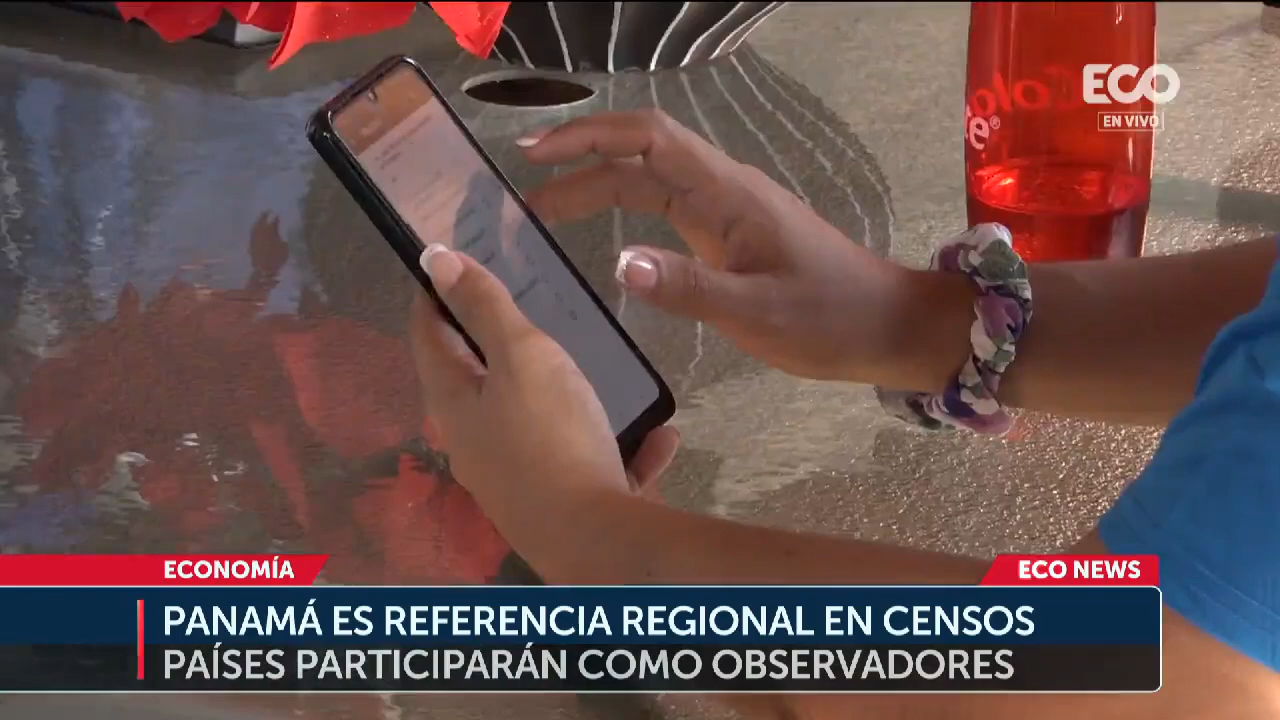 ECO
EN VIVO
ECONOMÍA
ECO NEWS
PANAMÁ ES REFERENCIA REGIONAL EN CENSOS
PAÍSES PARTICIPARÁN COMO OBSERVADORES